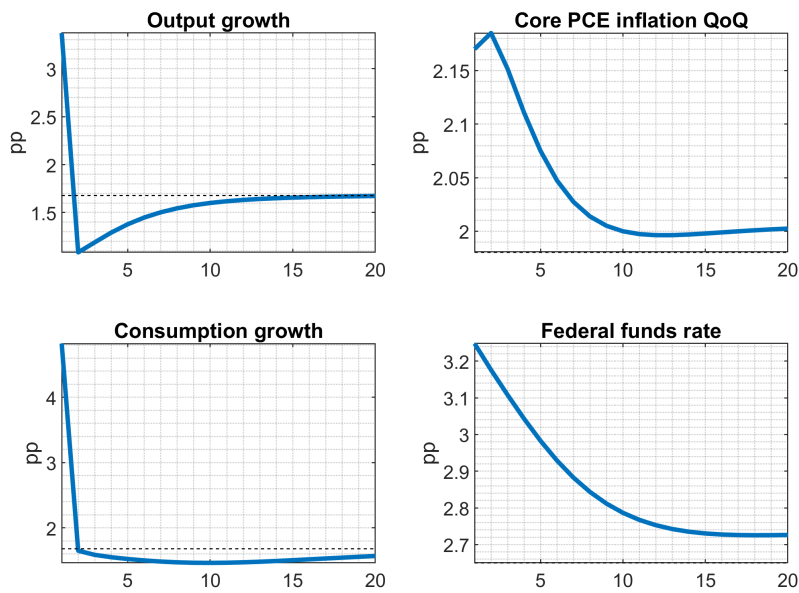 Output growth
pp
3
2.5
2
1.5
5 10 15 20
Core PCE inflation QoQ
pp
2.15
2.1
2.05
2
5 10 15 20
Consumption growth
pp
4
3
2
5 10 15 20
Federal funds rate
pp
3.2
3.1
3
2.9
2.8
2.7
5 10 15 20